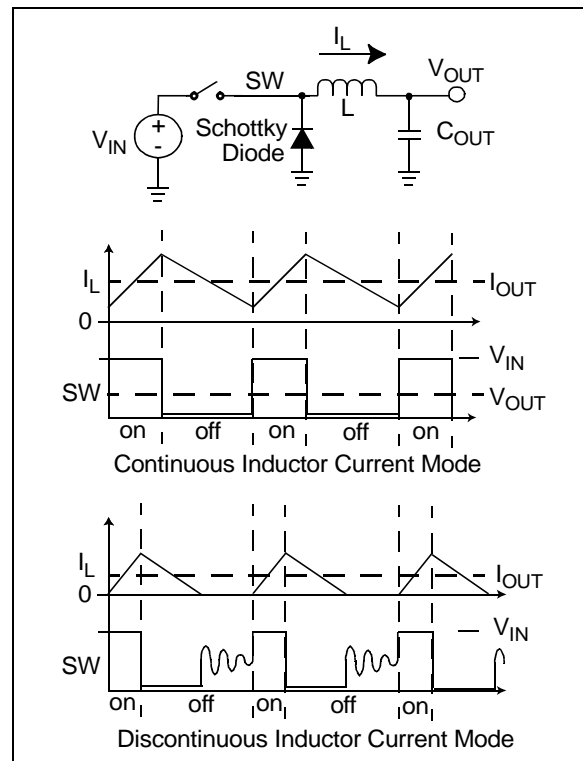 I_L
V_OUT
SW
L
Schottky
Diode
C_OUT
V_IN
+
-
I_L
I_OUT
0
V_IN
SW
V_OUT
on off on off on
Continuous Inductor Current Mode
I_L
I_OUT
0
V_IN
SW
on off on off on
Discontinuous Inductor Current Mode